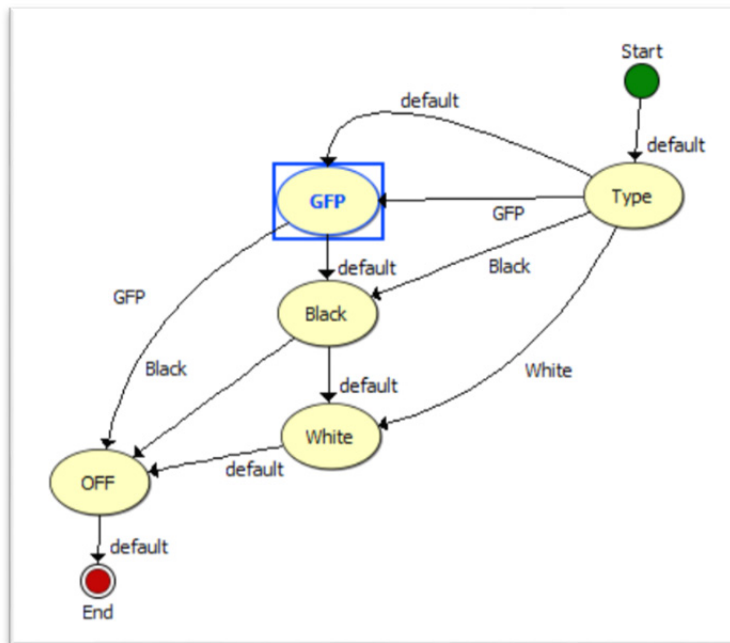 Start
default
default
GFP
Type
GFP
Black
default
GFP
Black
Black
White
default
White
default
OFF
default
End